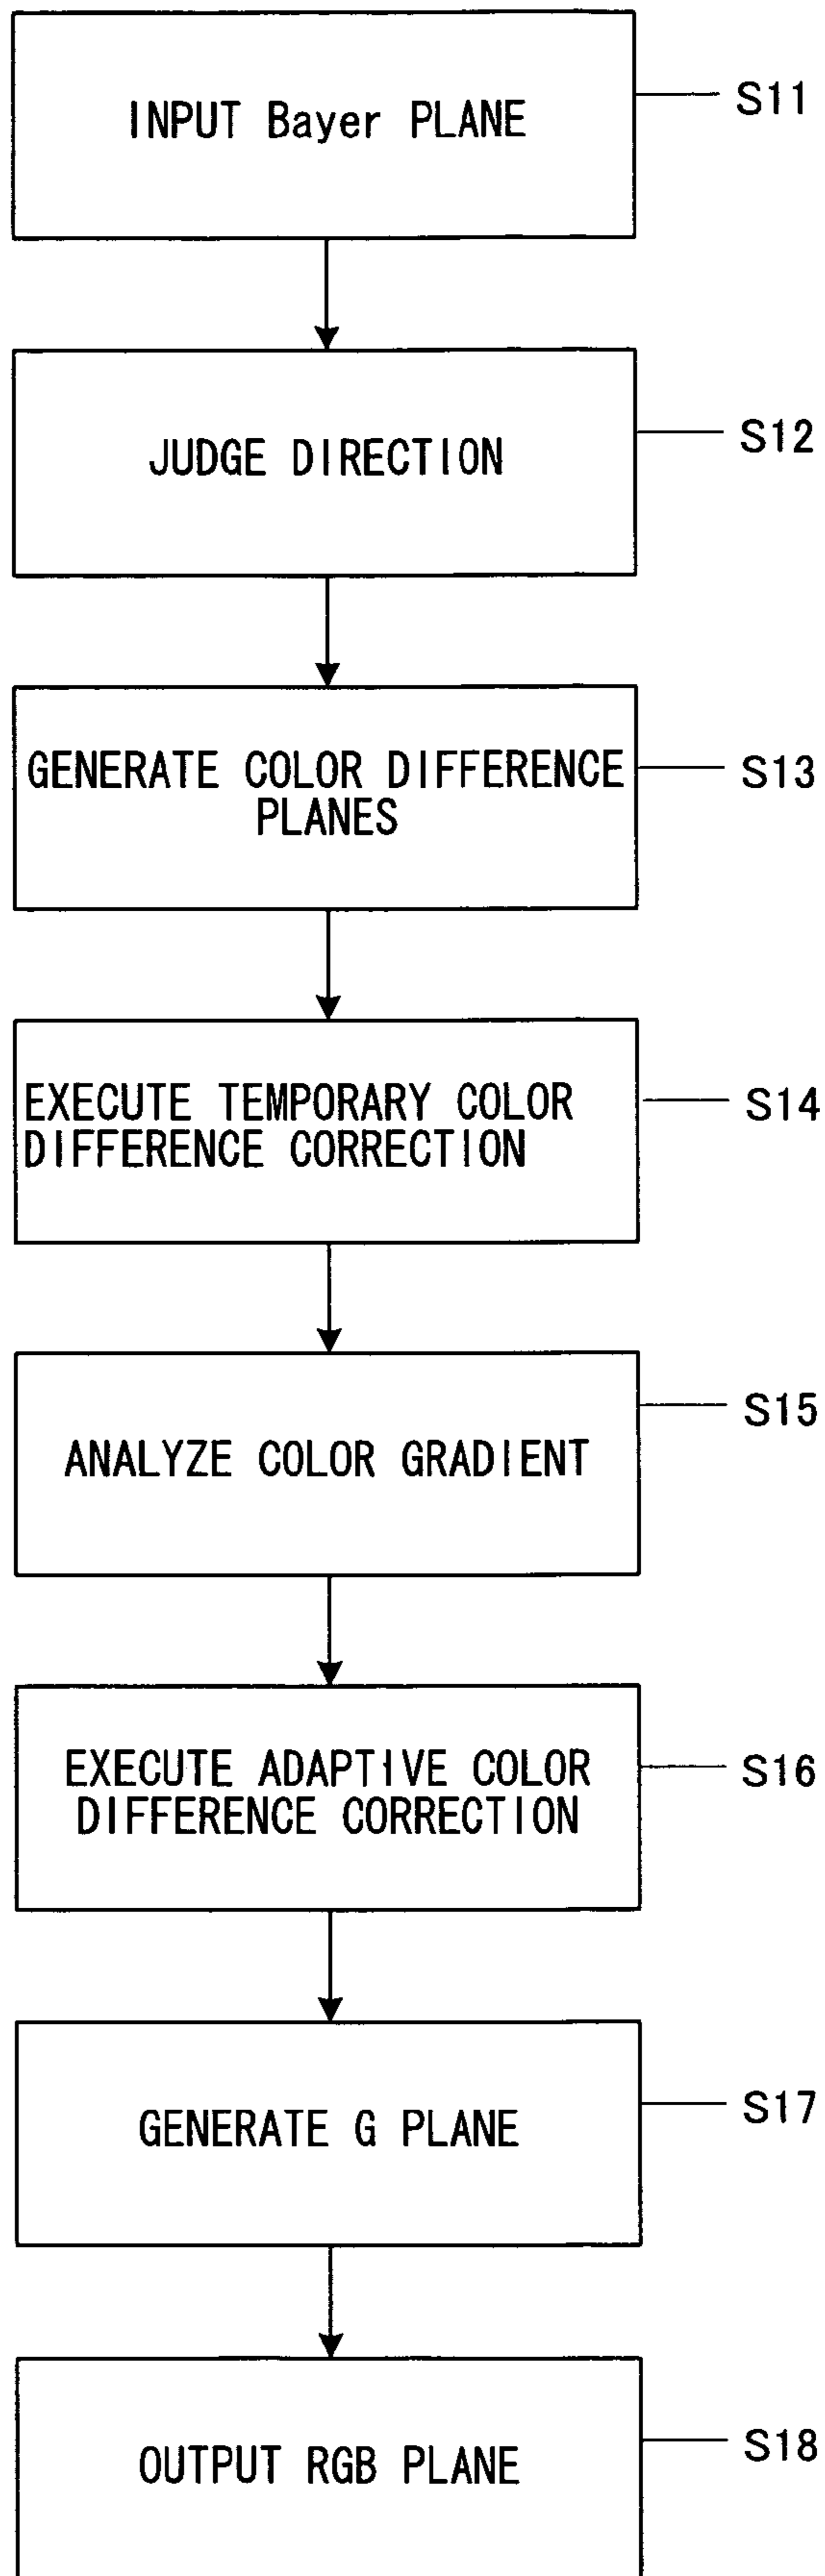 INPUT Bayer PLANE
S11
JUDGE DIRECTION
S12
GENERATE COLOR DIFFERENCE
PLANES
S13
EXECUTE TEMPORARY COLOR
DIFFERENCE CORRECTION
S14
ANALYZE COLOR GRADIENT
S15
EXECUTE ADAPTIVE COLOR
DIFFERENCE CORRECTION
S16
GENERATE G PLANE
S17
OUTPUT RGB PLANE
S18